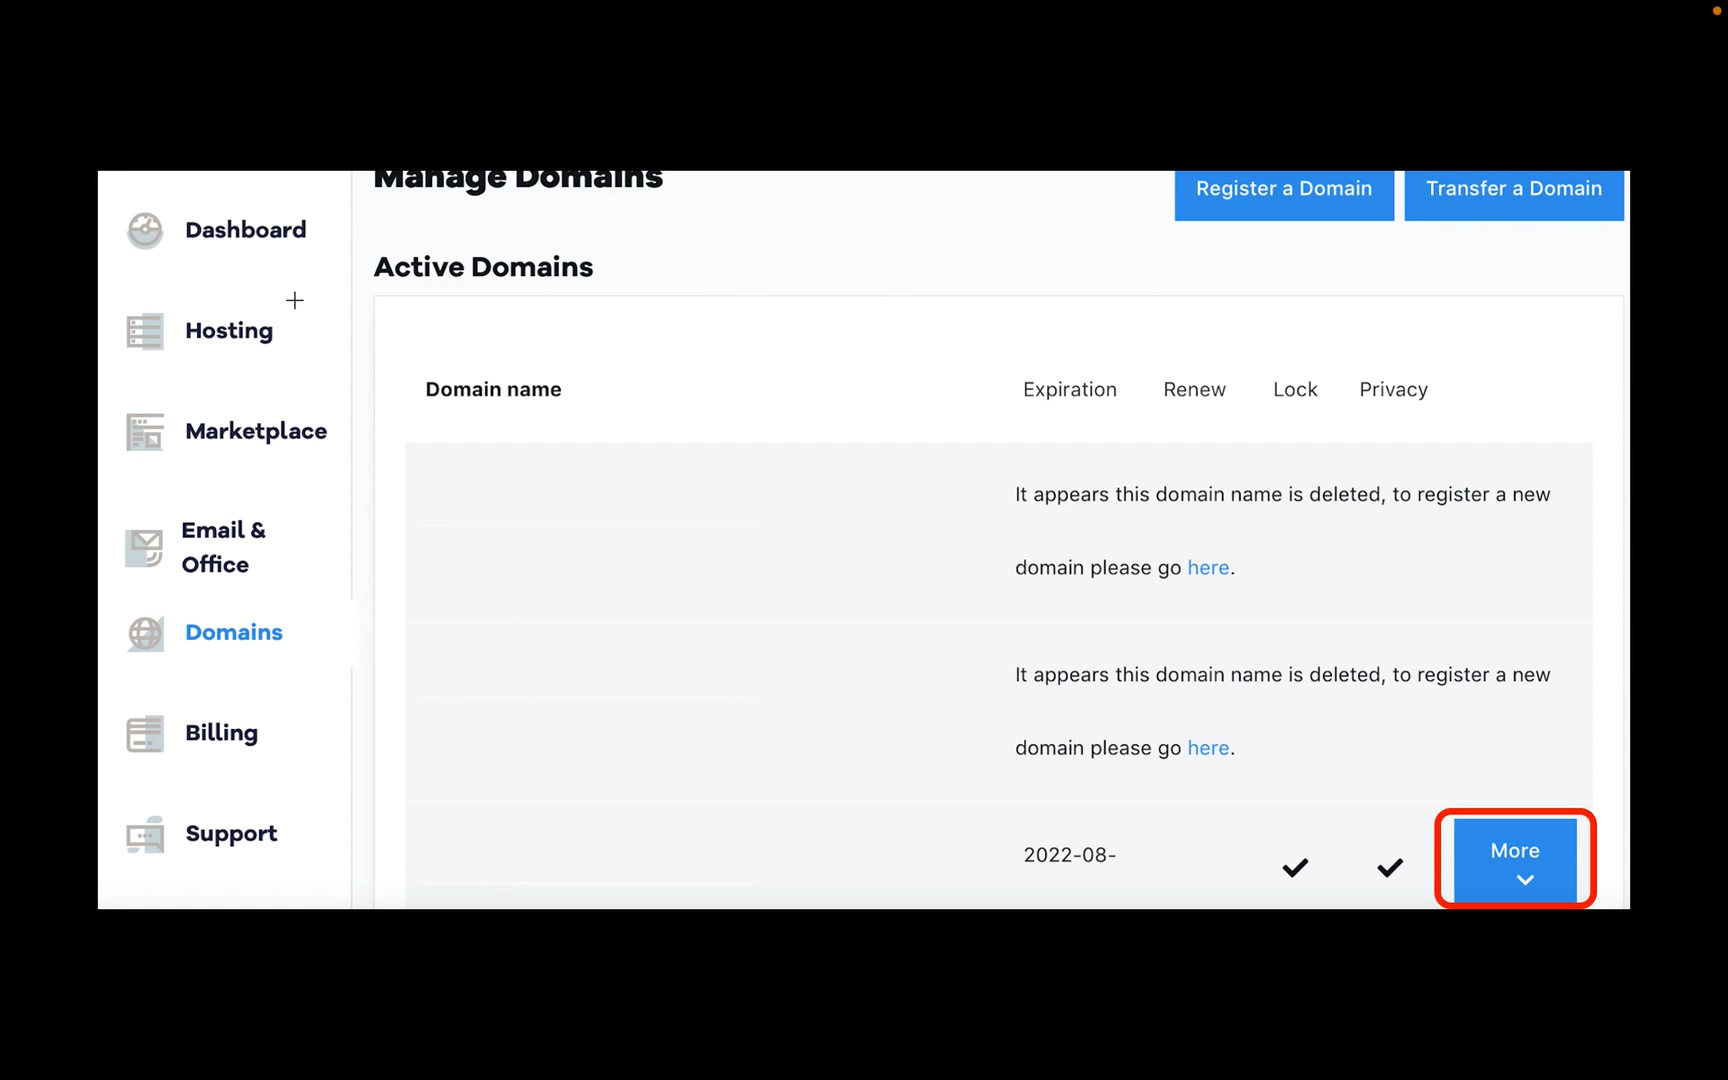 Manage Domains
Register a Domain
Transfer a Domain
Dashboard
Active Domains
Hosting
Domain name
Expiration
Renew
Lock
Privacy
Marketplace
It appears this domain name is deleted, to register a new
domain please go here.
Email &
Office
Domains
It appears this domain name is deleted, to register a new
domain please go here.
Billing
Support
2022-08-
More